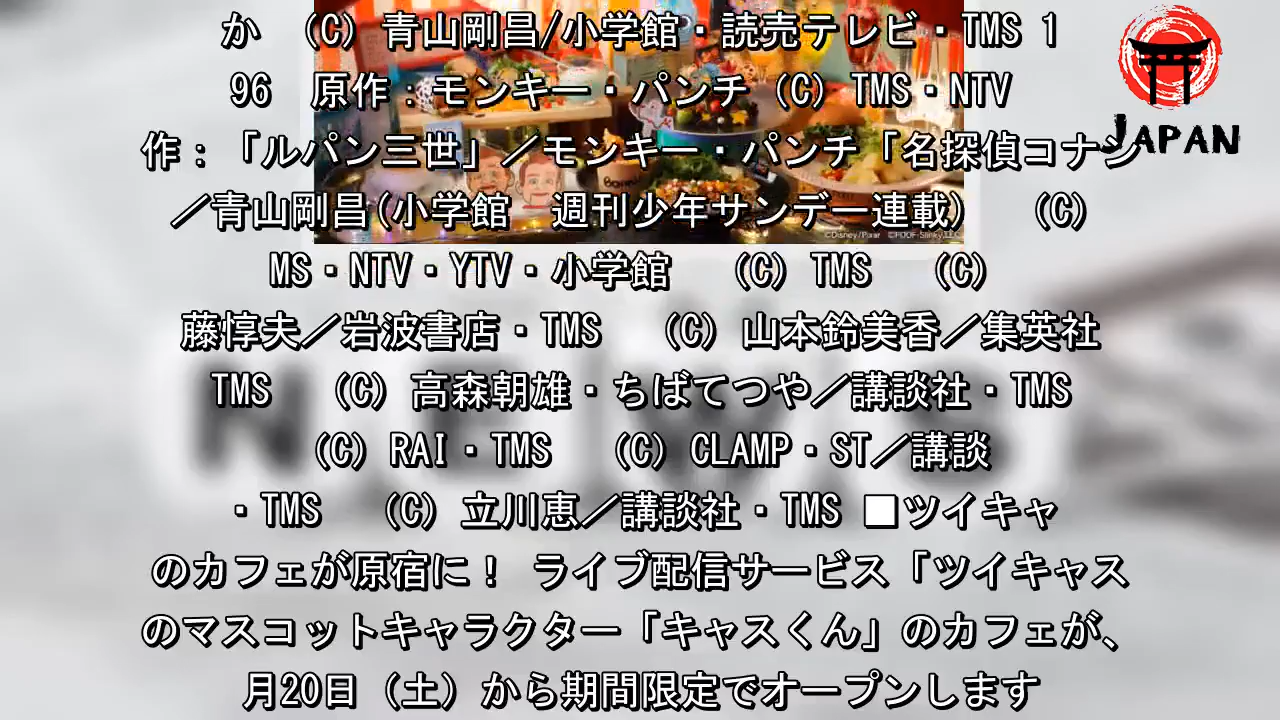 か （C）青山剛昌/小学館・読売テレビ・TMS 1
96　原作：モンキー・パンチ（C）TMS・NTV
作：「ルパン三世」／モンキー・パンチ「名探偵コナン
／青山剛昌(小学館　週刊少年サンデー連載）　（C）
MS・NTV・YTV・小学館　（C）TMS　（C）
藤惇夫／岩波書店・TMS　（C）山本鈴美香／集英社
TMS　（C）高森朝雄・ちばてつや／講談社・TMS
（C）RAI・TMS　（C）CLAMP・ST／講談
・TMS　（C）立川恵／講談社・TMS ■ツイキャ
のカフェが原宿に！ ライブ配信サービス「ツイキャス
のマスコットキャラクター「キャスくん」のカフェが、
月20日（土）から期間限定でオープンします
JAPAN
©Disney/Pixar ©POOF-Slinky,LLC